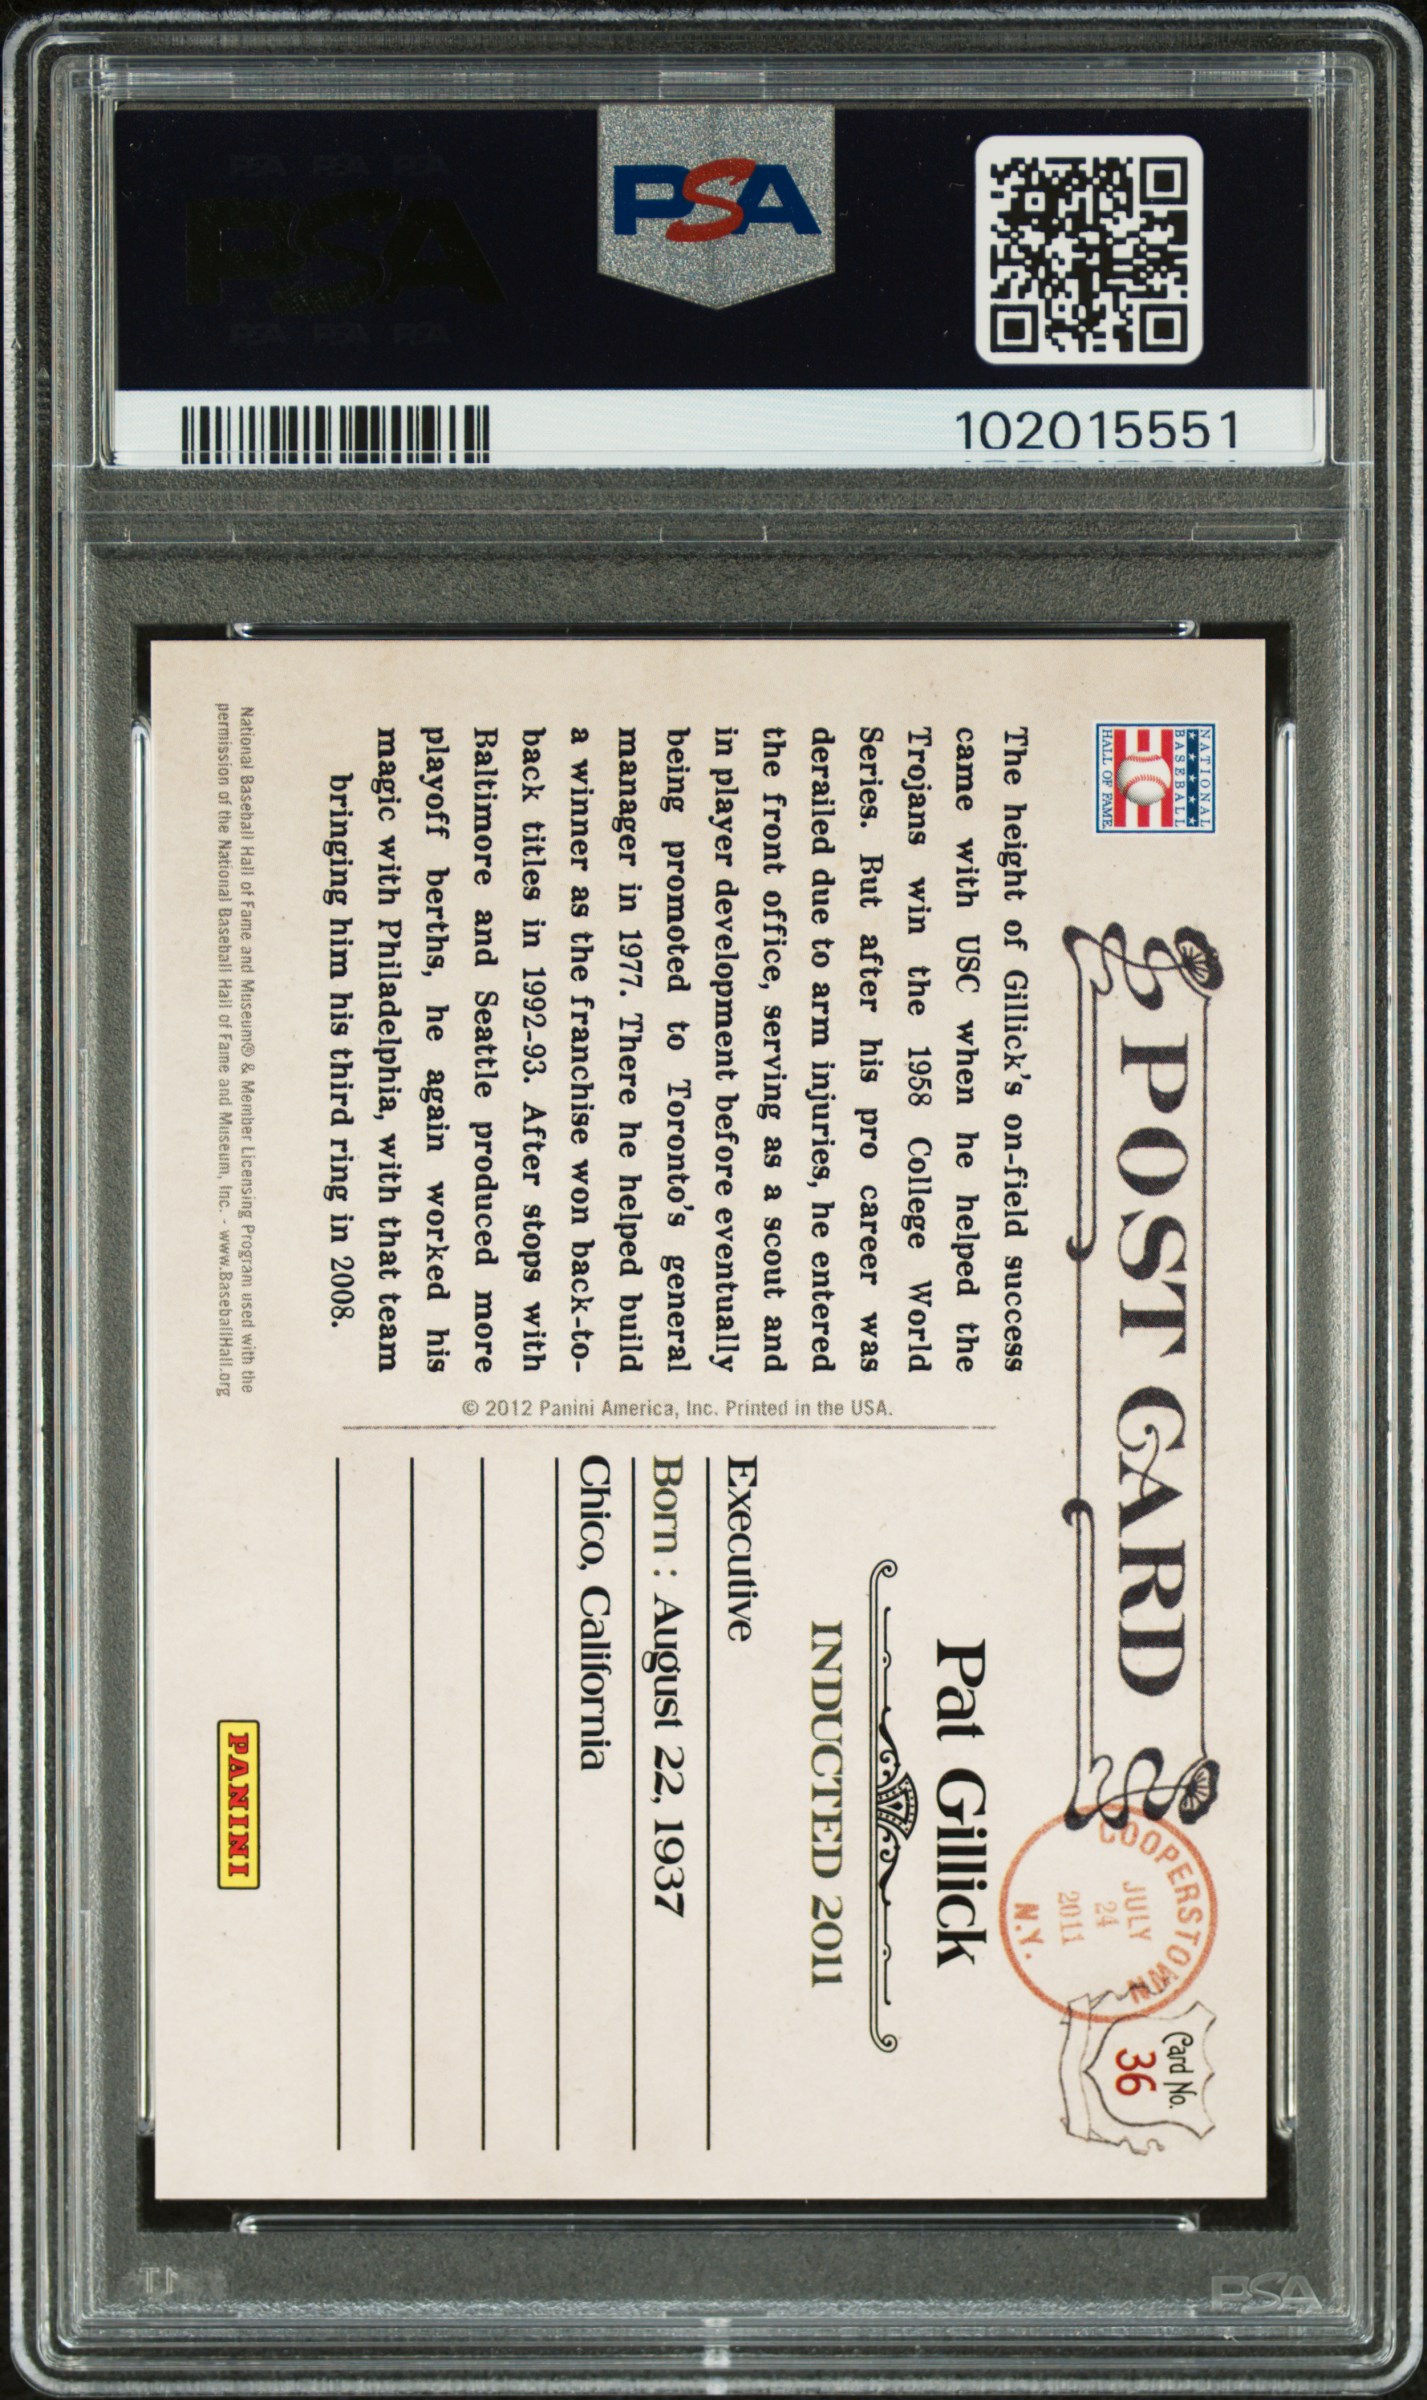 PSA PSA PSA
PSA
PSA PSA PSA
PSA
102015551
NATIONAL
BASEBALL
HALL OF FAME
POST CARD
COOPERSTOWN
JULY
24
2011
N.Y.
Card No.
36
The height of Gillick's on-field success
came with USC when he helped the
Trojans win the 1958 College World
Series. But after his pro career was
derailed due to arm injuries, he entered
the front office, serving as a scout and
in player development before eventually
being promoted to Toronto's general
manager in 1977. There he helped build
a winner as the franchise won back-to-
back titles in 1992-93. After stops with
Baltimore and Seattle produced more
playoff berths, he again worked his
magic with Philadelphia, with that team
bringing him his third ring in 2008.
© 2012 Panini America, Inc. Printed in the USA.
Pat Gillick
INDUCTED 2011
Executive
Born : August 22, 1937
Chico, California
National Baseball Hall of Fame and Museum® & Member Licensing Program used with the
permission of the National Baseball Hall of Fame and Museum, Inc. - www.BaseballHall.org
PANINI
PSA